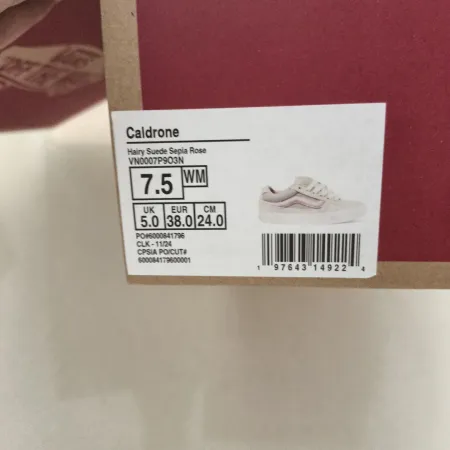 Caldrone
Hairy Suede Sepia Rose
VN0007P9O3N
7.5 WM
UK EUR CM
5.0 38.0 24.0
PO#6000841796
CLK - 11/24
CPSIA PO/CUT#
600084179600001
1 97643 14922 4